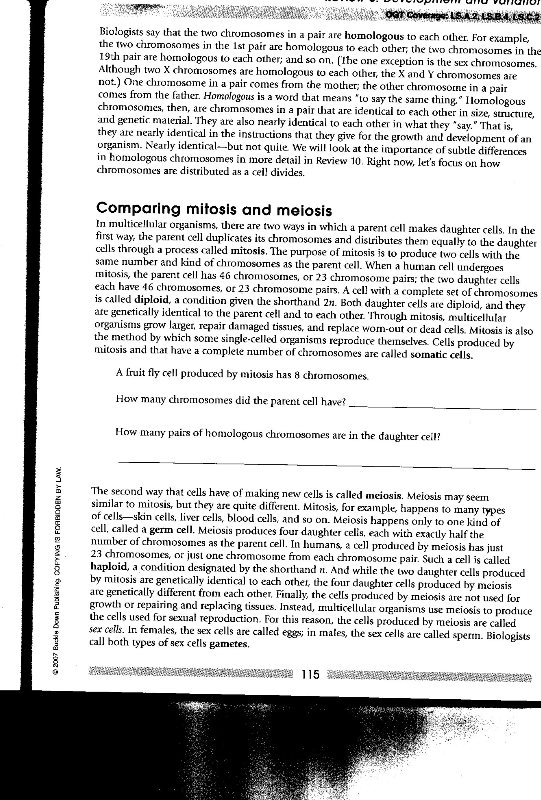 Development and Variation
OGT Coverage: LS.A.2; LS.B.4; LS.C.2
Biologists say that the two chromosomes in a pair are homologous to each other. For example,
the two chromosomes in the 1st pair are homologous to each other; the two chromosomes in the
19th pair are homologous to each other; and so on. (The one exception is the sex chromosomes.
Although two X chromosomes are homologous to each other, the X and Y chromosomes are
not.) One chromosome in a pair comes from the mother; the other chromosome in a pair
comes from the father. Homologous is a word that means "to say the same thing." Homologous
chromosomes, then, are chromosomes in a pair that are identical to each other in size, structure,
and genetic material. They are also nearly identical to each other in what they "say." That is,
they are nearly identical in the instructions that they give for the growth and development of an
organism. Nearly identical—but not quite. We will look at the importance of subtle differences
in homologous chromosomes in more detail in Review 10. Right now, let's focus on how
chromosomes are distributed as a cell divides.
Comparing mitosis and meiosis
In multicellular organisms, there are two ways in which a parent cell makes daughter cells. In the
first way, the parent cell duplicates its chromosomes and distributes them equally to the daughter
cells through a process called mitosis. The purpose of mitosis is to produce two cells with the
same number and kind of chromosomes as the parent cell. When a human cell undergoes
mitosis, the parent cell has 46 chromosomes, or 23 chromosome pairs; the two daughter cells
each have 46 chromosomes, or 23 chromosome pairs. A cell with a complete set of chromosomes
is called diploid, a condition given the shorthand 2n. Both daughter cells are diploid, and they
are genetically identical to the parent cell and to each other. Through mitosis, multicellular
organisms grow larger, repair damaged tissues, and replace worn-out or dead cells. Mitosis is also
the method by which some single-celled organisms reproduce themselves. Cells produced by
mitosis and that have a complete number of chromosomes are called somatic cells.
A fruit fly cell produced by mitosis has 8 chromosomes.
How many chromosomes did the parent cell have?
How many pairs of homologous chromosomes are in the daughter cell?
The second way that cells have of making new cells is called meiosis. Meiosis may seem
similar to mitosis, but they are quite different. Mitosis, for example, happens to many types
of cells—skin cells, liver cells, blood cells, and so on. Meiosis happens only to one kind of
cell, called a germ cell. Meiosis produces four daughter cells, each with exactly half the
number of chromosomes as the parent cell. In humans, a cell produced by meiosis has just
23 chromosomes, or just one chromosome from each chromosome pair. Such a cell is called
haploid, a condition designated by the shorthand n. And while the two daughter cells produced
by mitosis are genetically identical to each other, the four daughter cells produced by meiosis
are genetically different from each other. Finally, the cells produced by meiosis are not used for
growth or repairing and replacing tissues. Instead, multicellular organisms use meiosis to produce
the cells used for sexual reproduction. For this reason, the cells produced by meiosis are called
sex cells. In females, the sex cells are called eggs; in males, the sex cells are called sperm. Biologists
call both types of sex cells gametes.
© 2007 Buckle Down Publishing. COPYING IS FORBIDDEN BY LAW.
115